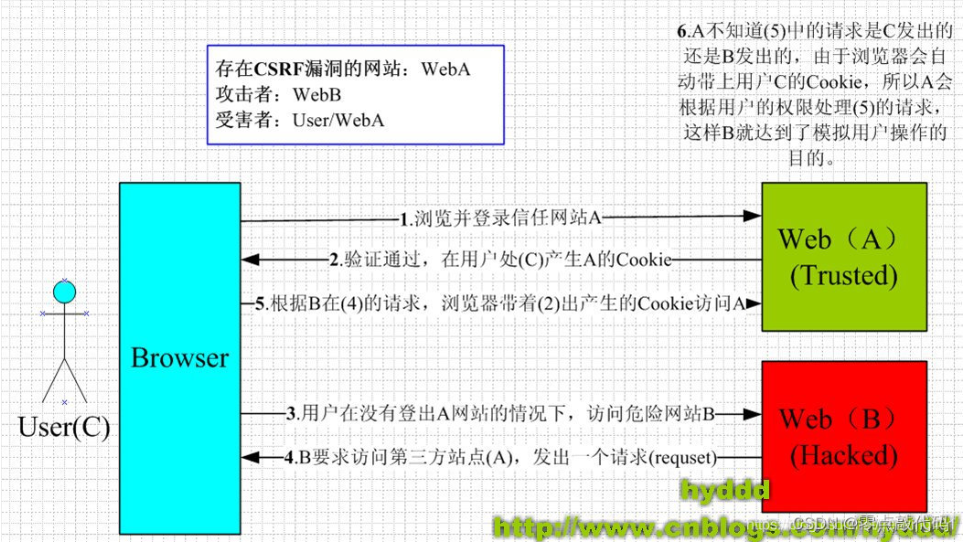 存在CSRF漏洞的网站：WebA
攻击者：WebB
受害者：User/WebA
6.A不知道(5)中的请求是C发出的
还是B发出的，由于浏览器会自
动带上用户C的Cookie，所以A会
根据用户的权限处理(5)的请求，
这样B就达到了模拟用户操作的
目的。
1.浏览并登录信任网站A
2.验证通过，在用户处(C)产生A的Cookie
5.根据B在(4)的请求，浏览器带着(2)出产生的Cookie访问A
Web（A）
(Trusted)
Browser
User(C)
3.用户在没有登出A网站的情况下，访问危险网站B
4.B要求访问第三方站点(A)，发出一个请求(requset)
Web（B）
(Hacked)
hyddd
http://www.cnblogs.com/hyddd/
CSDN @零点敲代码